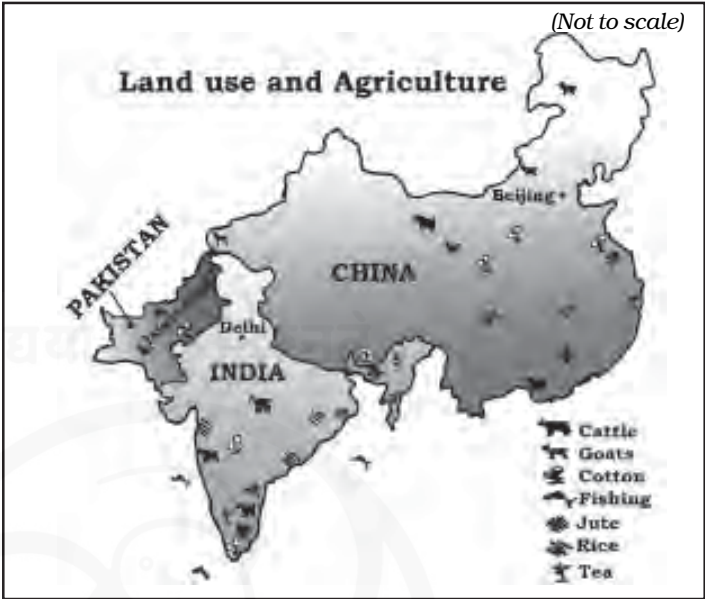 (Not to scale)
Land use and Agriculture
Beijing
PAKISTAN
CHINA
Delhi
INDIA
Cattle
Goats
Cotton
Fishing
Jute
Rice
Tea